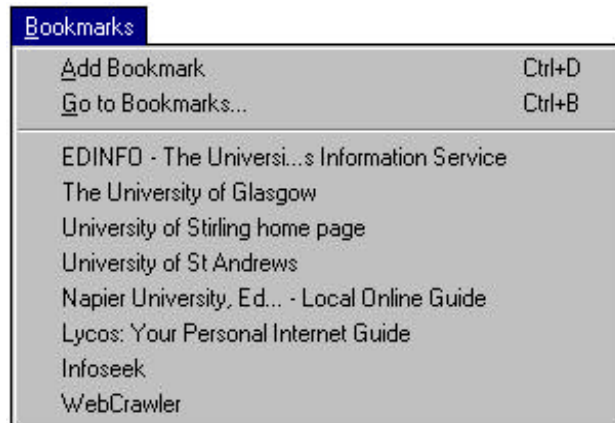 Bookmarks
Add Bookmark Ctrl+D
Go to Bookmarks... Ctrl+B
EDINFO - The Universi...s Information Service
The University of Glasgow
University of Stirling home page
University of St Andrews
Napier University, Ed... - Local Online Guide
Lycos: Your Personal Internet Guide
Infoseek
WebCrawler